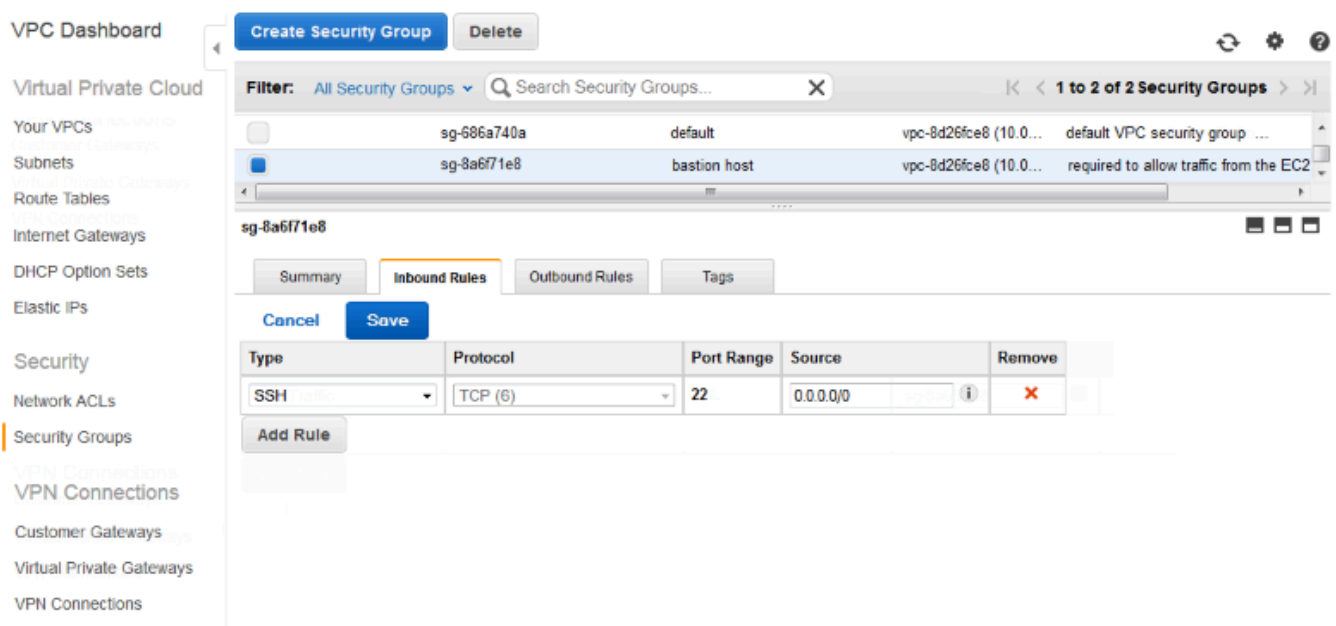 VPC Dashboard
Create Security Group
Delete
Virtual Private Cloud
Filter: All Security Groups
Search Security Groups...
1 to 2 of 2 Security Groups
Your VPCs
Subnets
Route Tables
Internet Gateways
DHCP Option Sets
Elastic IPs
Security
Network ACLs
Security Groups
VPN Connections
Customer Gateways
Virtual Private Gateways
VPN Connections
sg-686a740a default vpc-8d26fce8 (10.0... default VPC security group ...
sg-8a6f71e8 bastion host vpc-8d26fce8 (10.0... required to allow traffic from the EC2
sg-8a6f71e8
Summary Inbound Rules Outbound Rules Tags
Cancel Save
Type Protocol Port Range Source Remove
SSH TCP (6) 22 0.0.0.0/0
Add Rule